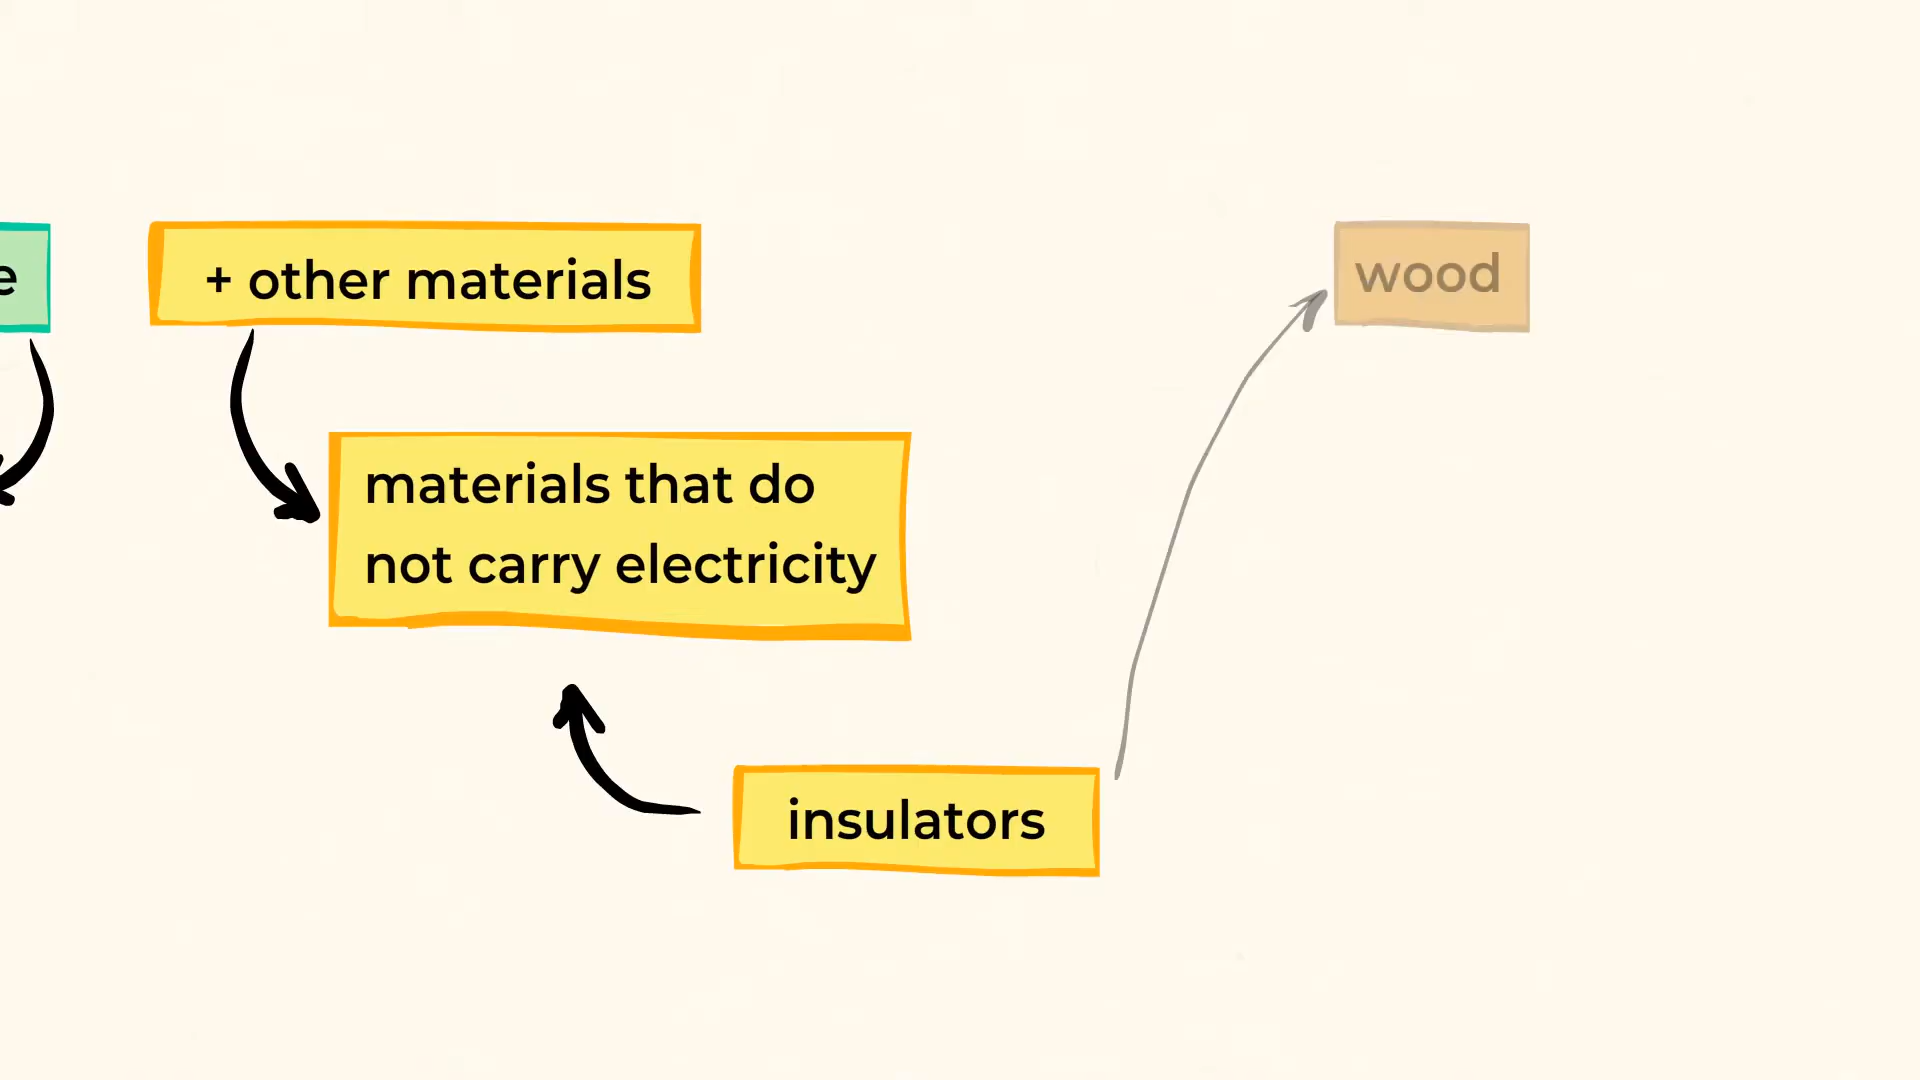 e
+ other materials
wood
materials that do
not carry electricity
insulators